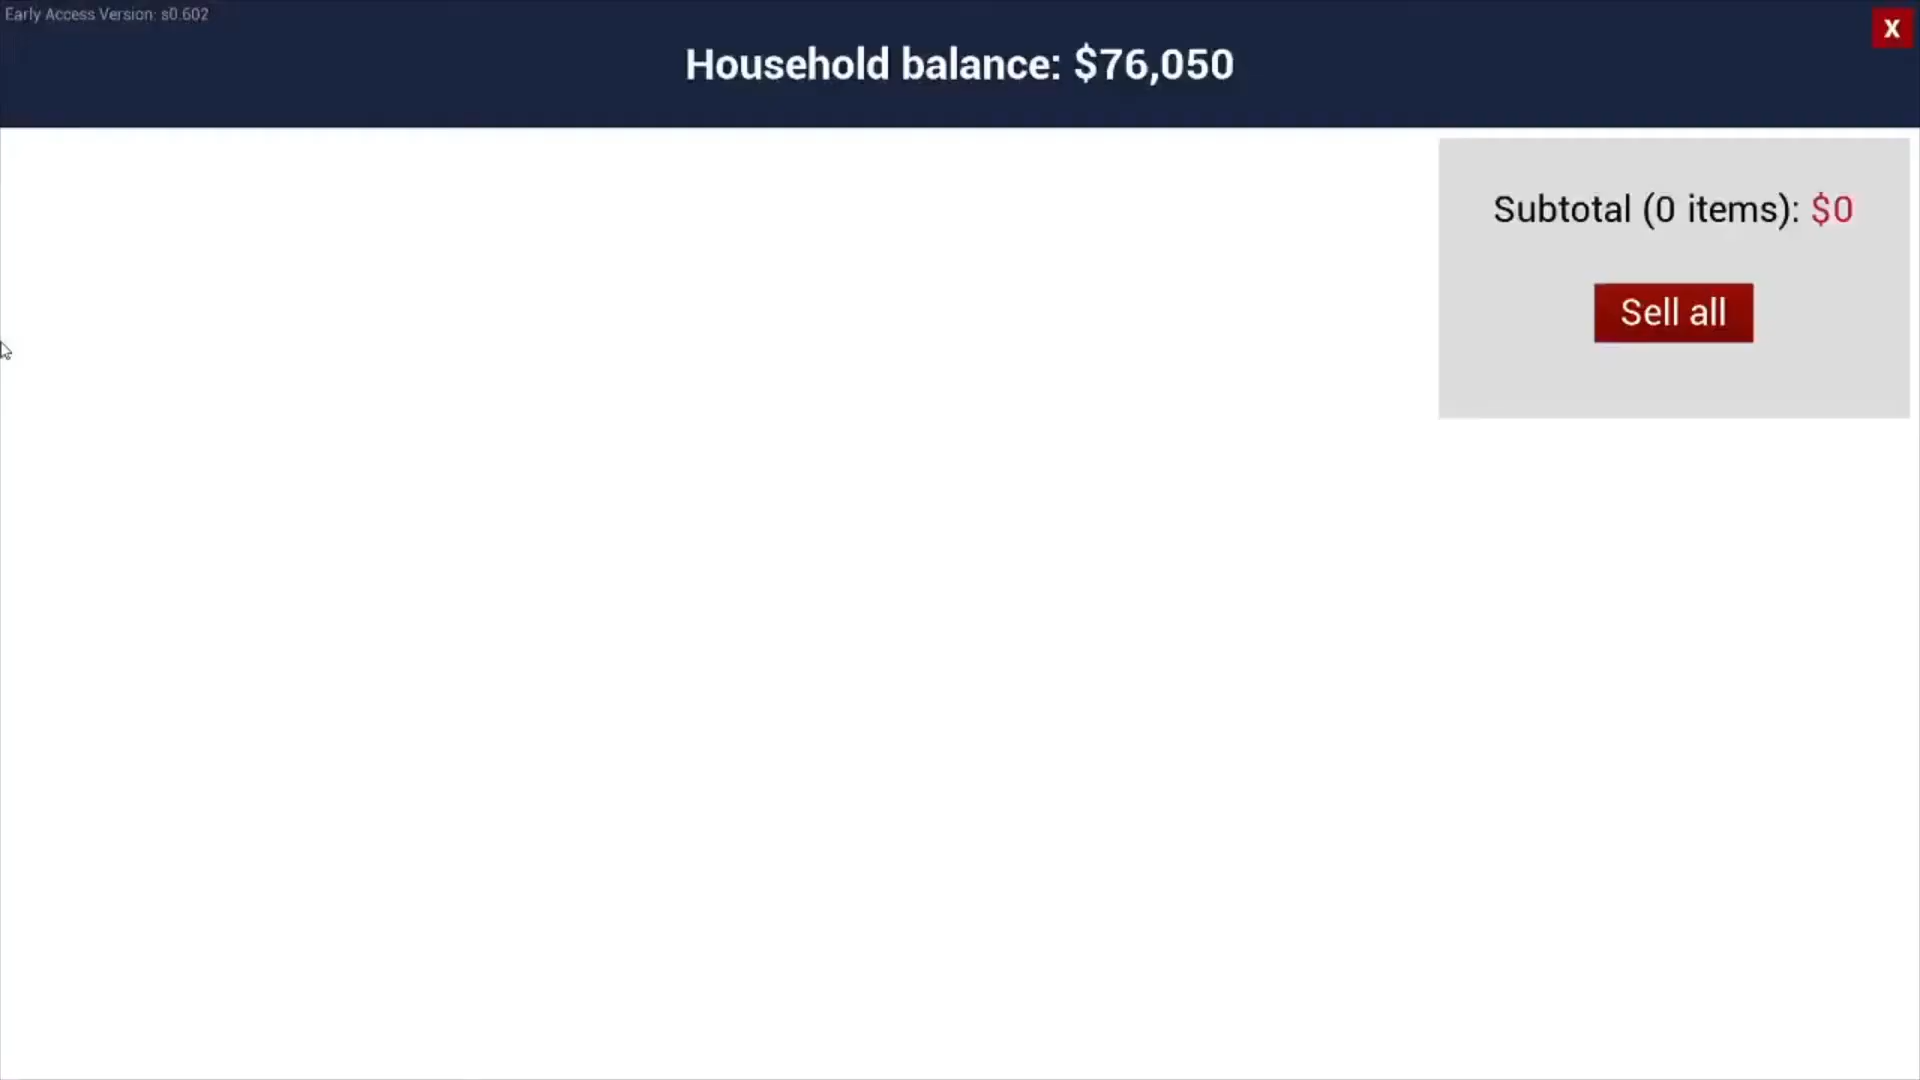 Early Access Version: s0.602
X
Household balance: $76,050
Subtotal (0 items): $0
Sell all